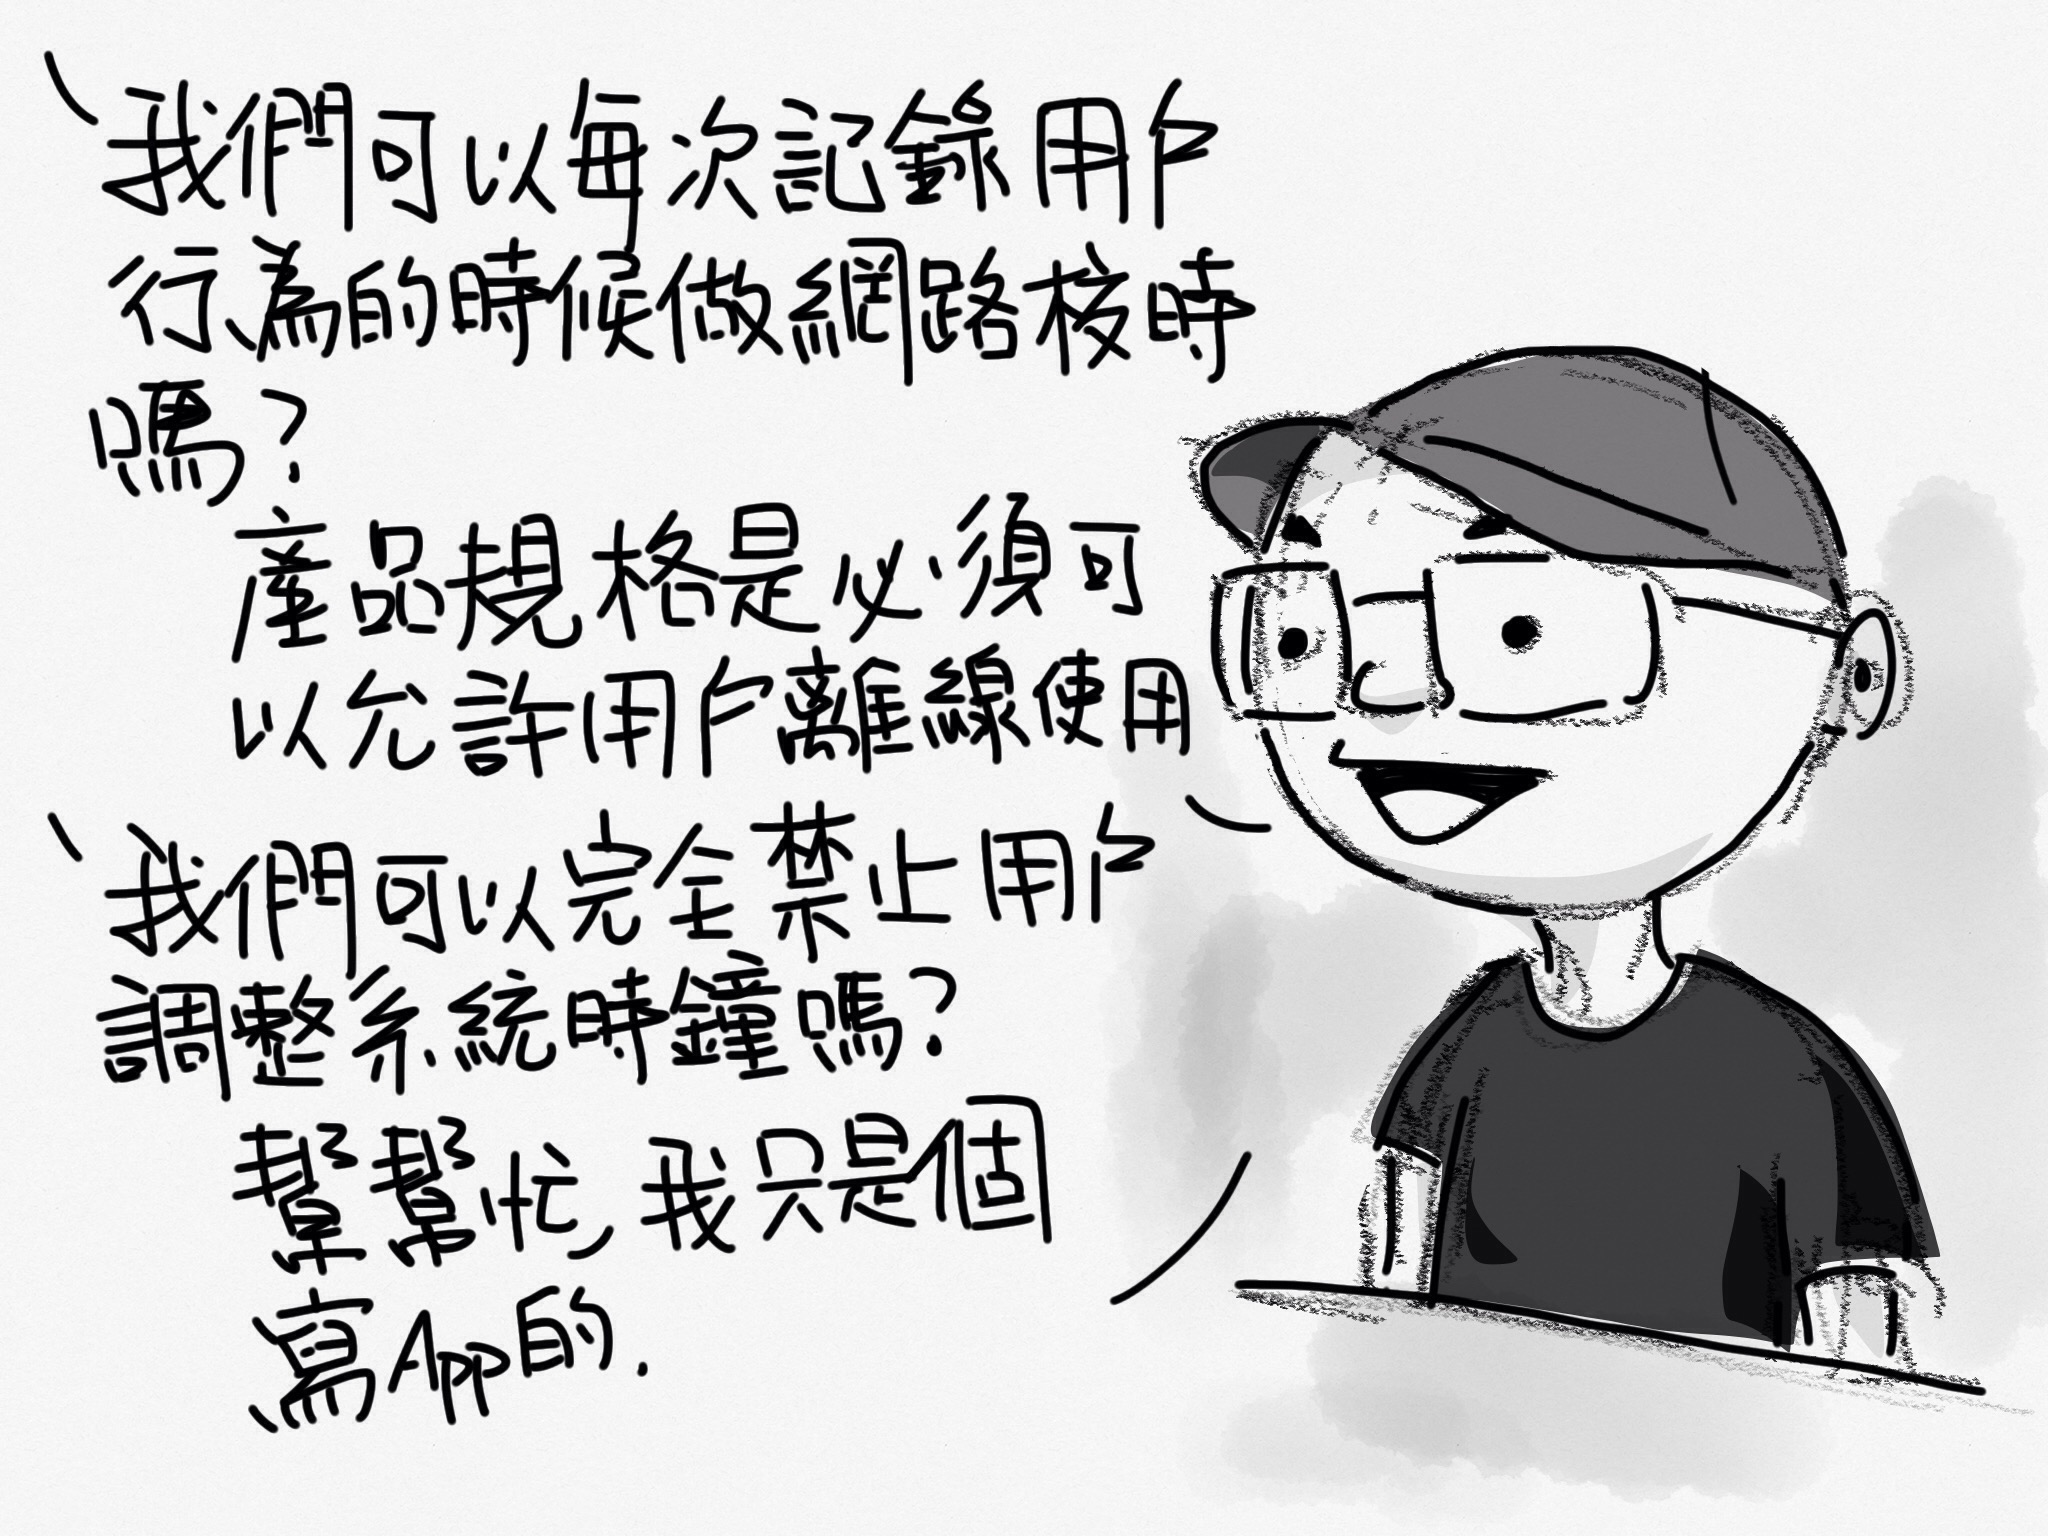 我們可以每次記錄用戶
行為的時候做網路校時
嗎?
產品規格是必須可
以允許用戶離線使用
我們可以完全禁止用戶
調整系統時鐘嗎?
幫幫忙,我只是個
寫App的.